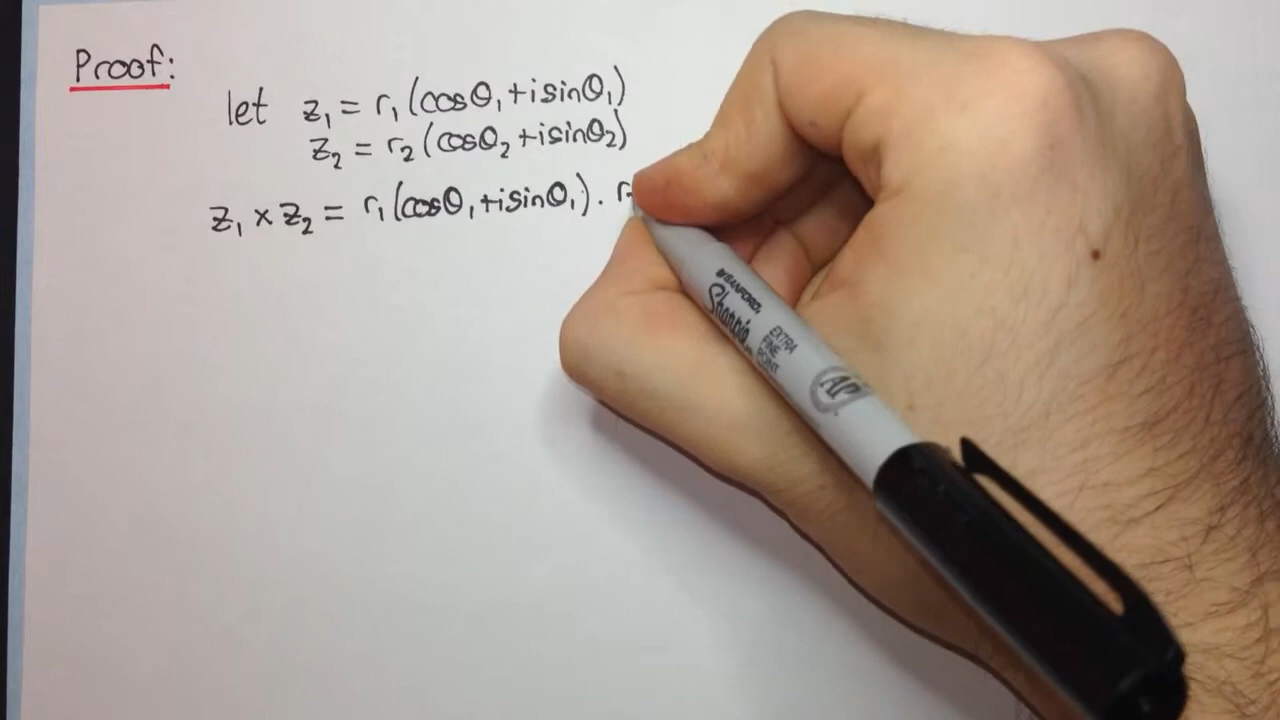 Proof:
let z₁ = r₁(cosθ₁+isinθ₁)
z₂ = r₂(cosθ₂+isinθ₂)
z₁ × z₂ = r₁(cosθ₁+isinθ₁). r
SANFORD
Sharpie
EXTRA
FINE
POINT
AP